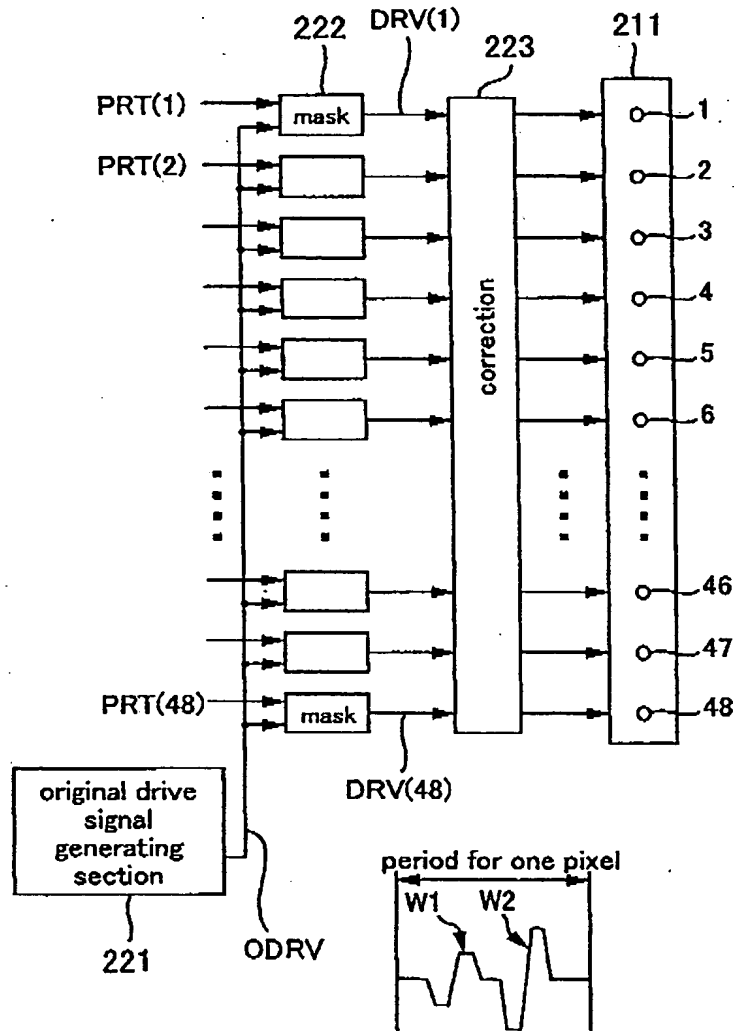 222
DRV(1)
223
211
PRT(1)
mask
1
PRT(2)
2
3
4
correction
5
6
46
47
PRT(48)
mask
48
DRV(48)
original drive
signal
generating
section
221
ODRV
period for one pixel
W1
W2